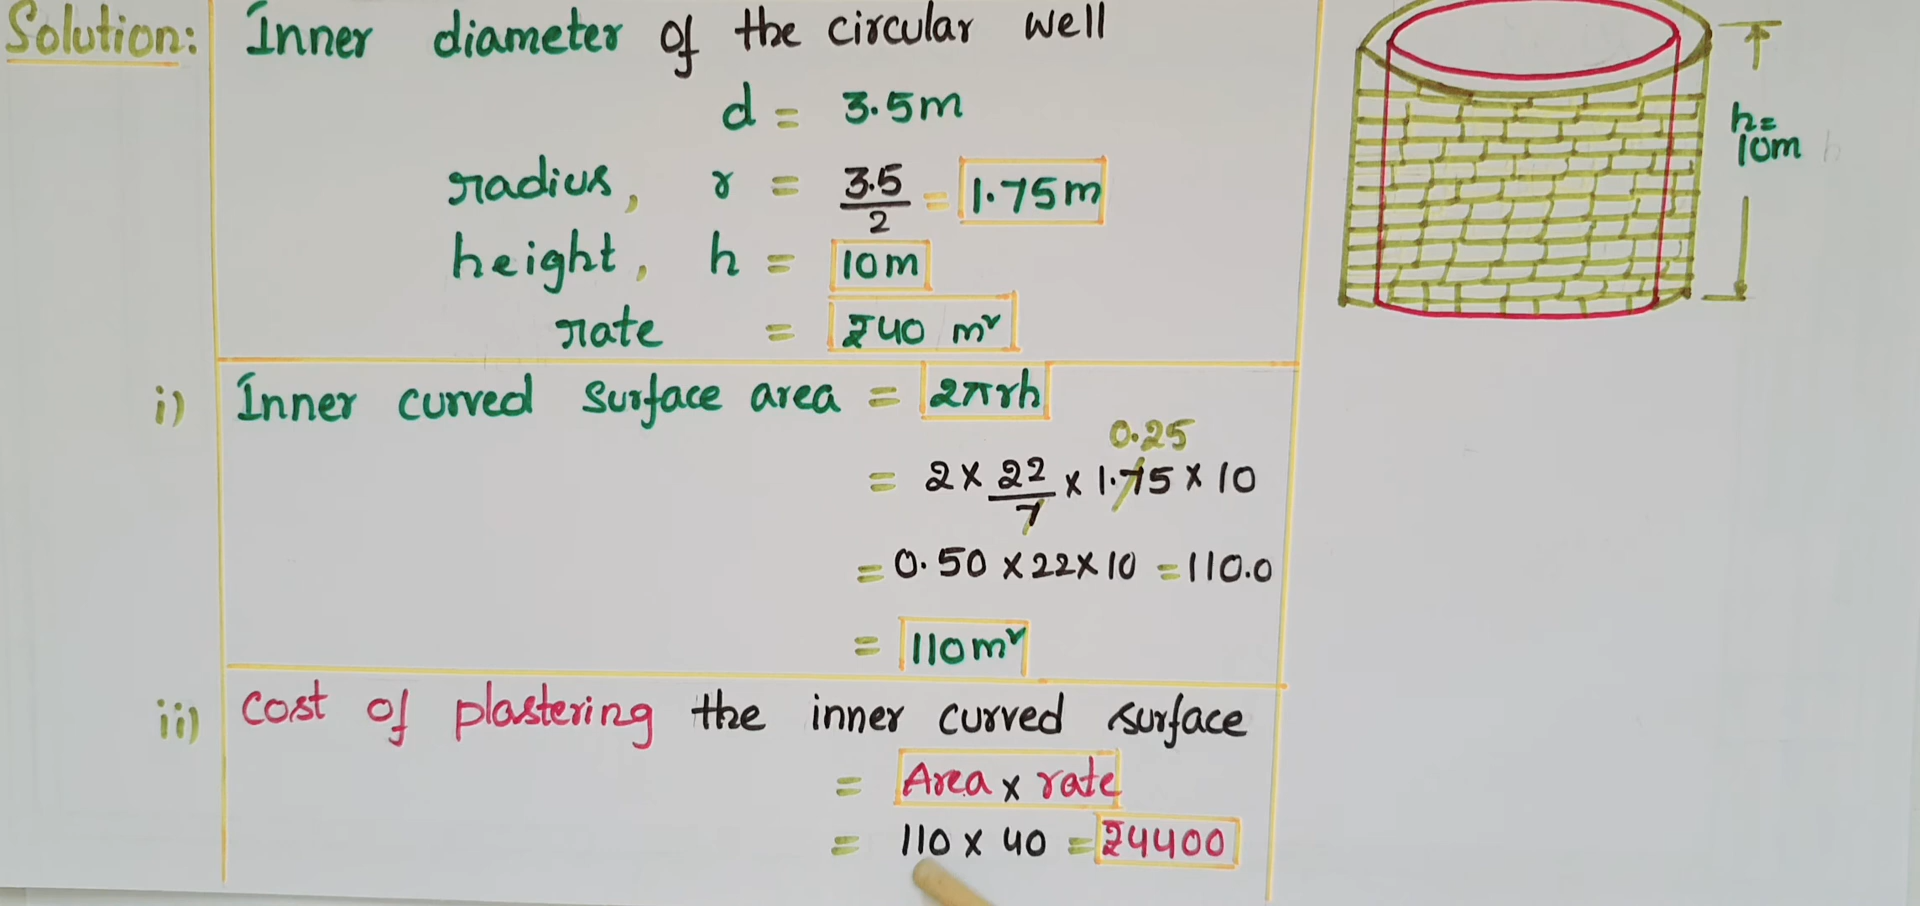 Solution: Inner diameter of the circular well
d = 3.5m
radius, r = 3.5/2 = 1.75m
height, h = 10m
rate = ₹40 m²
h= 10m
i) Inner curved surface area = 2πrh
0.25
= 2 × 22/7 × 1.75 × 10
= 0.50 × 22 × 10 = 110.0
= 110m²
ii) Cost of plastering the inner curved surface
= Area × rate
= 110 × 40 = ₹4400